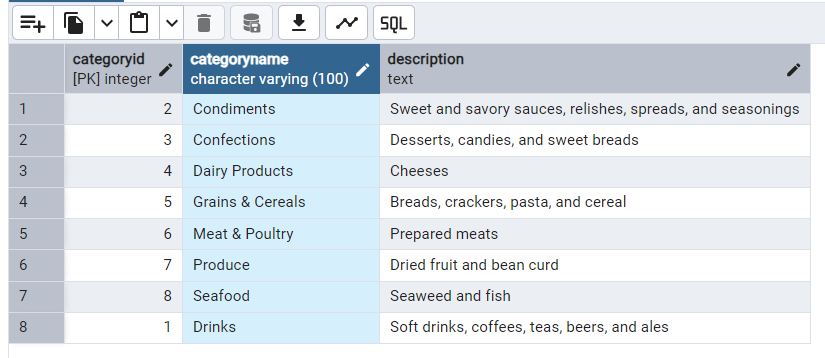 SQL
categoryid categoryname description
[PK] integer character varying (100) text
1 2 Condiments Sweet and savory sauces, relishes, spreads, and seasonings
2 3 Confections Desserts, candies, and sweet breads
3 4 Dairy Products Cheeses
4 5 Grains & Cereals Breads, crackers, pasta, and cereal
5 6 Meat & Poultry Prepared meats
6 7 Produce Dried fruit and bean curd
7 8 Seafood Seaweed and fish
8 1 Drinks Soft drinks, coffees, teas, beers, and ales